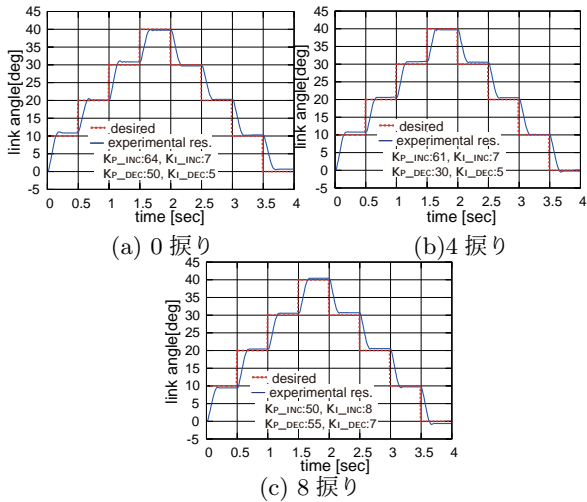 45
40
35
30
25
20
15
10
5
0
-5
link angle[deg]
desired
experimental res.
KP_INC:64, KI_INC:7
KP_DEC:50, KI_DEC:5
0 0.5 1 1.5 2 2.5 3 3.5 4
time [sec]
(a) 0 捩り
45
40
35
30
25
20
15
10
5
0
-5
link angle[deg]
desired
experimental res.
KP_INC:61, KI_INC:7
KP_DEC:30, KI_DEC:5
0 0.5 1 1.5 2 2.5 3 3.5 4
time [sec]
(b)4 捩り
45
40
35
30
25
20
15
10
5
0
-5
link angle[deg]
desired
experimental res.
KP_INC:50, KI_INC:8
KP_DEC:55, KI_DEC:7
0 0.5 1 1.5 2 2.5 3 3.5 4
time [sec]
(c) 8 捩り